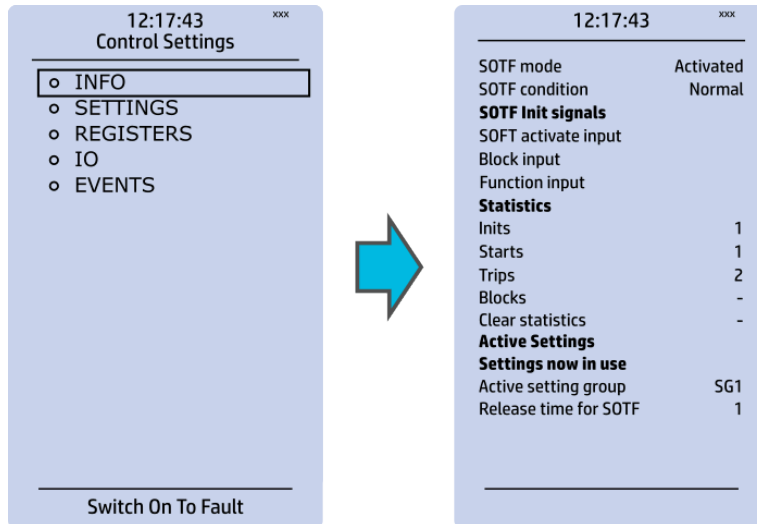 12:17:43 xxx
Control Settings
INFO
SETTINGS
REGISTERS
IO
EVENTS
Switch On To Fault
12:17:43 xxx
SOTF mode Activated
SOTF condition Normal
SOTF Init signals
SOFT activate input
Block input
Function input
Statistics
Inits 1
Starts 1
Trips 2
Blocks -
Clear statistics -
Active Settings
Settings now in use
Active setting group SG1
Release time for SOTF 1